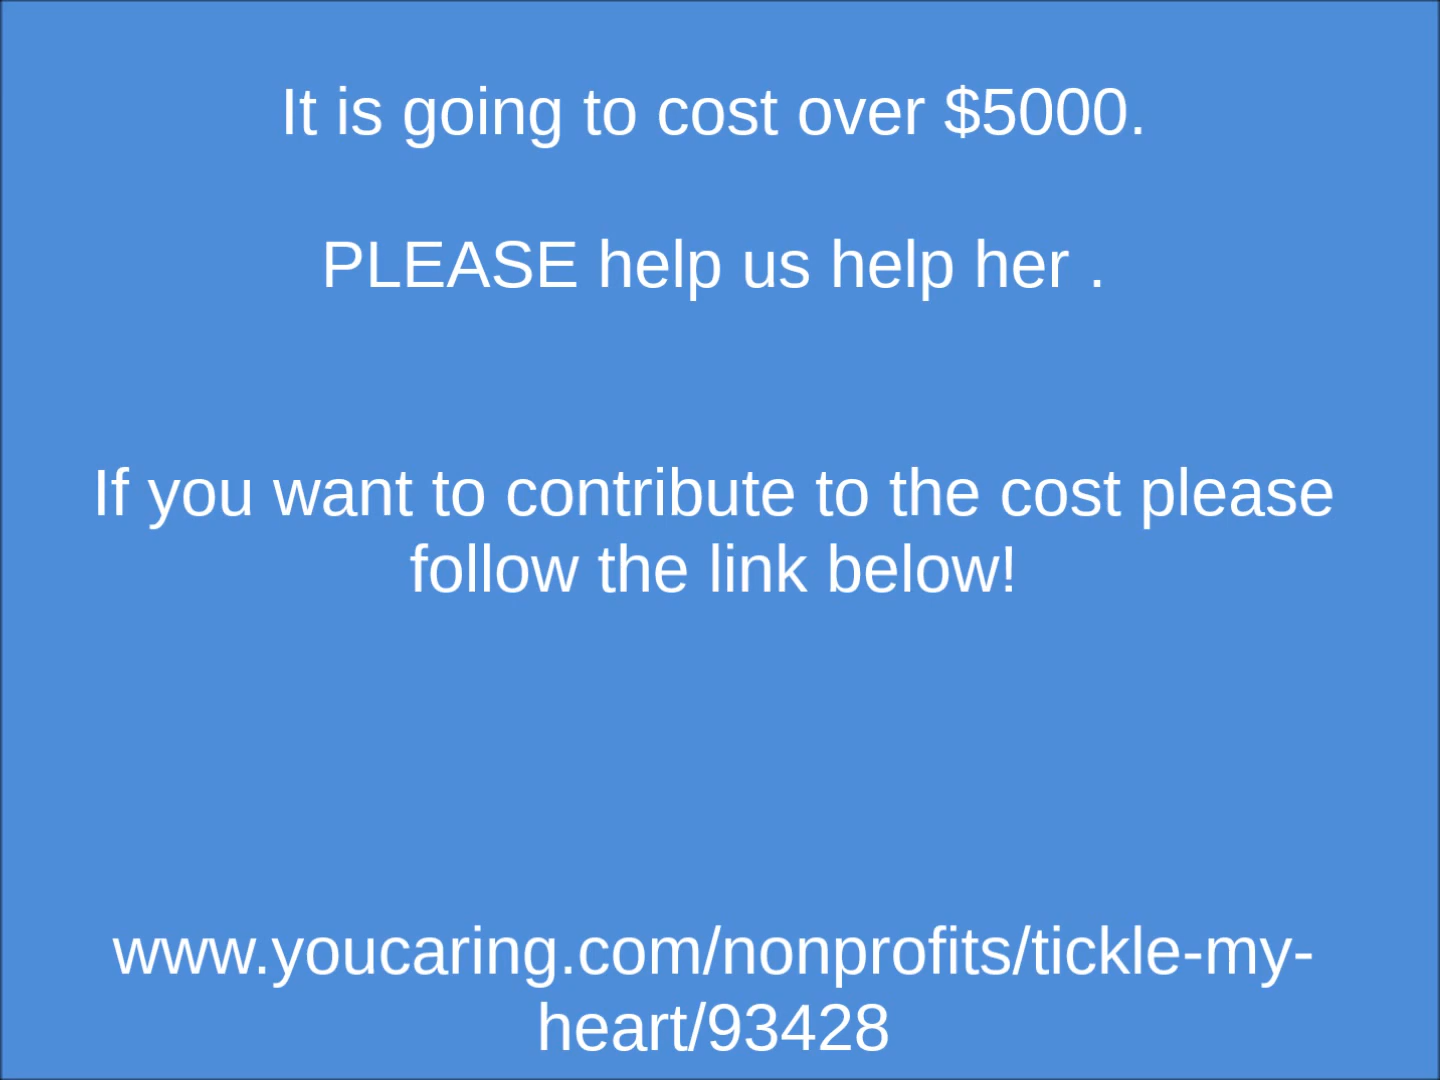 It is going to cost over $5000.
PLEASE help us help her .
If you want to contribute to the cost please
follow the link below!
www.youcaring.com/nonprofits/tickle-my-
heart/93428